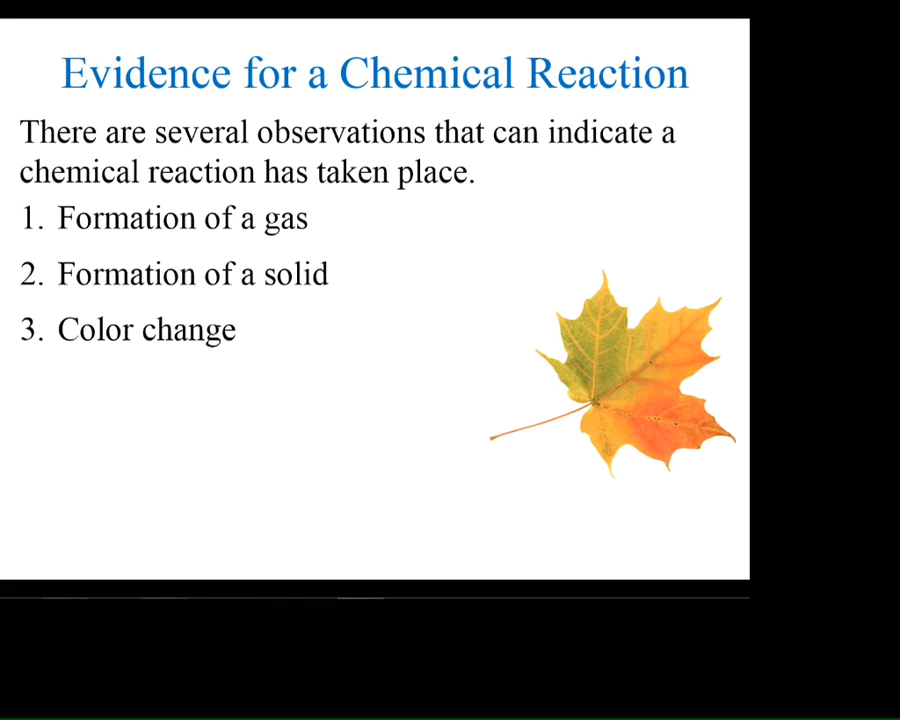 Evidence for a Chemical Reaction
There are several observations that can indicate a
chemical reaction has taken place.
1. Formation of a gas
2. Formation of a solid
3. Color change